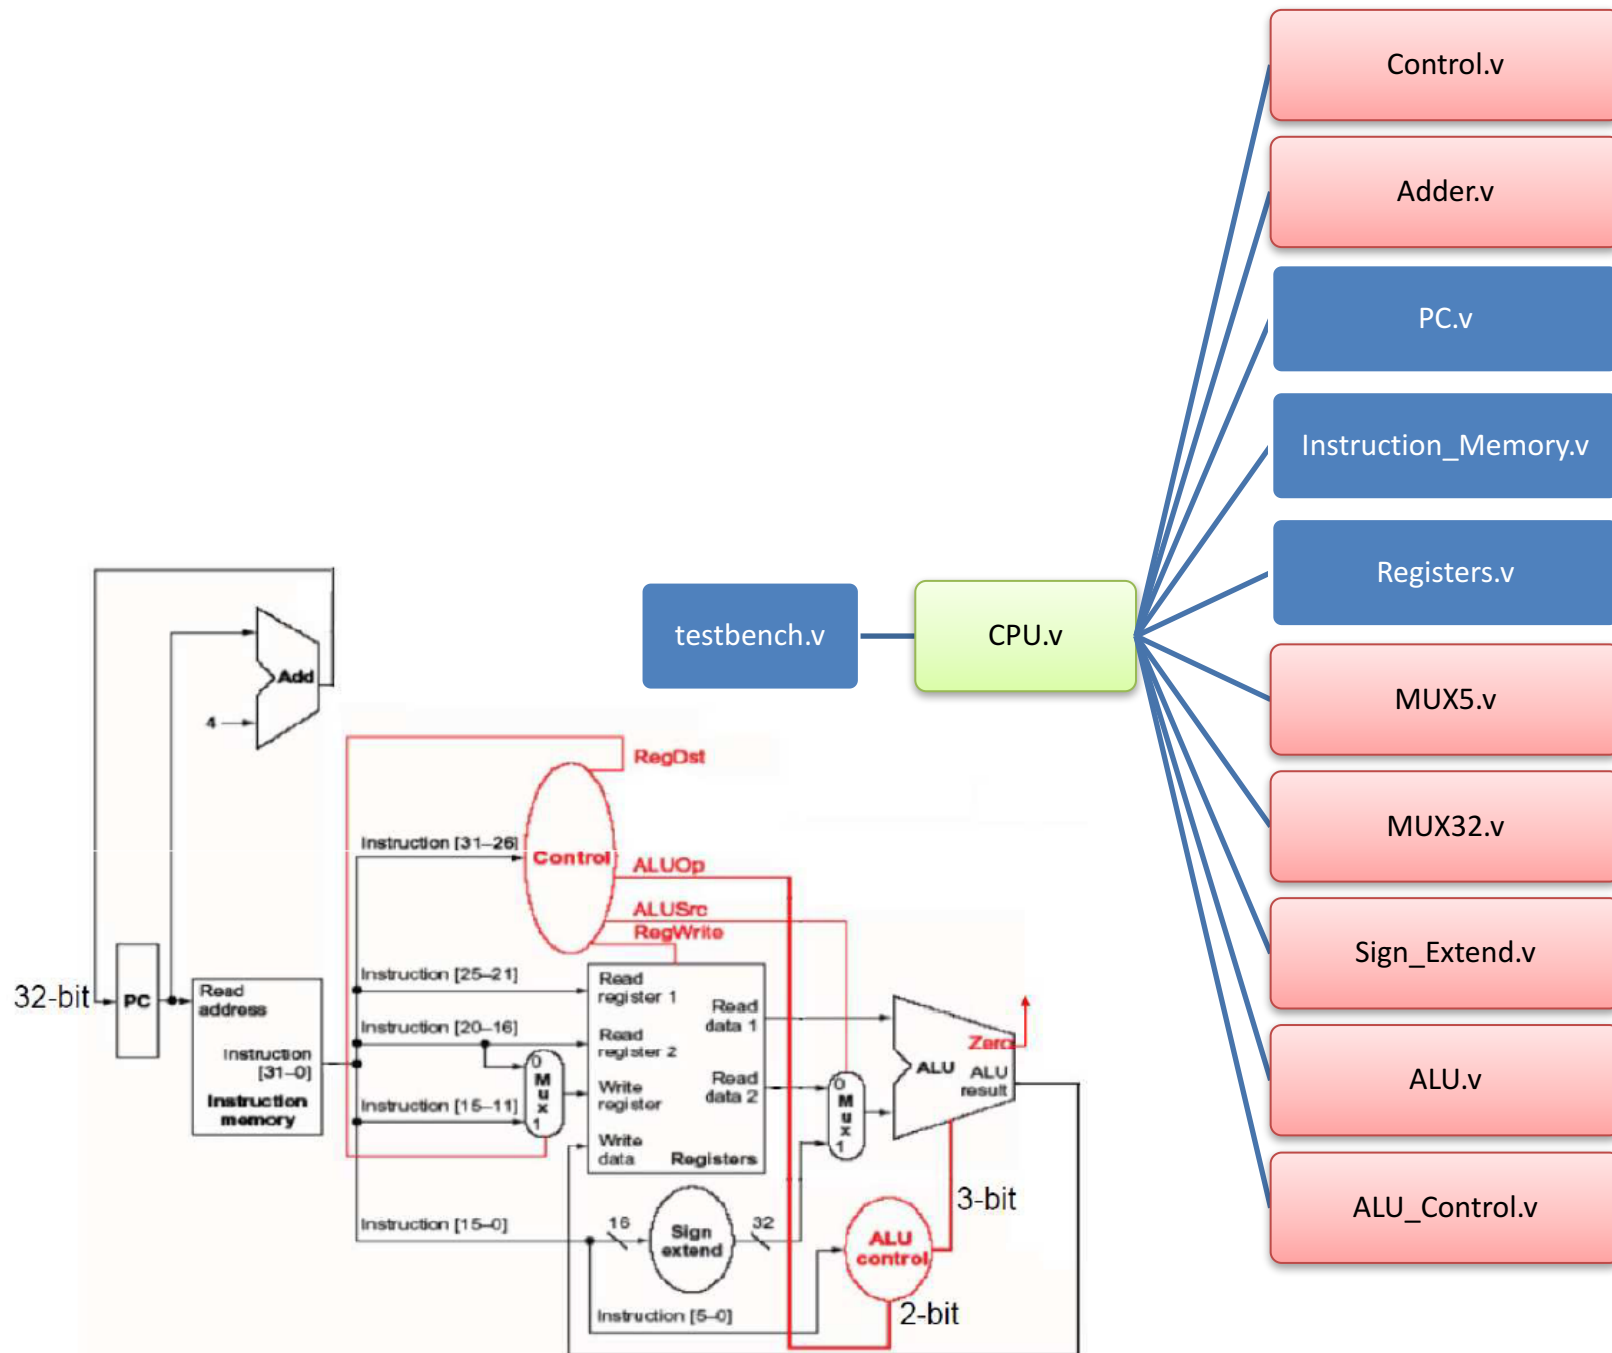 Control.v
Adder.v
PC.v
Instruction_Memory.v
Registers.v
testbench.v
CPU.v
MUX5.v
MUX32.v
Sign_Extend.v
ALU.v
ALU_Control.v
Add
4
RegDst
Instruction [31–26]
Control
ALUOp
ALUSrc
RegWrite
32-bit
PC
Read
address
Instruction
[31–0]
Instruction
memory
Instruction [25–21]
Instruction [20–16]
Instruction [15–11]
0
M
u
x
1
Read
register 1
Read
register 2
Write
register
Write
data
Read
data 1
Read
data 2
Registers
0
M
u
x
1
Zero
ALU
ALU
result
3-bit
Instruction [15–0]
16
Sign
extend
32
ALU
control
Instruction [5–0]
2-bit